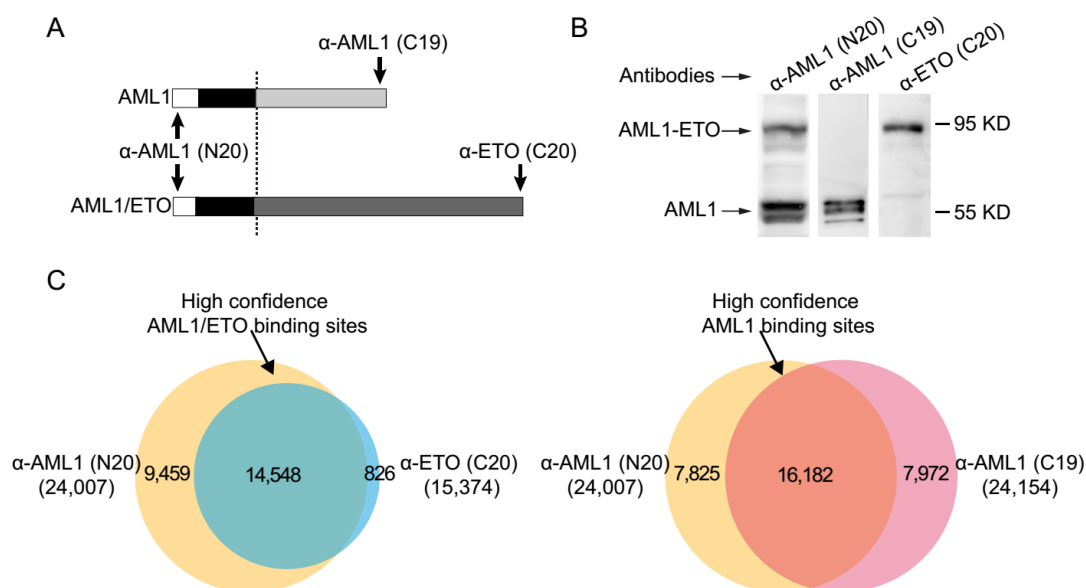 A
α-AML1 (C19)
AML1
α-AML1 (N20)
α-ETO (C20)
AML1/ETO
B
Antibodies
α-AML1 (N20)
α-AML1 (C19)
α-ETO (C20)
AML1-ETO
95 KD
AML1
55 KD
C
High confidence
AML1/ETO binding sites
α-AML1 (N20)
(24,007)
9,459
14,548
826
α-ETO (C20)
(15,374)
High confidence
AML1 binding sites
α-AML1 (N20)
(24,007)
7,825
16,182
7,972
α-AML1 (C19)
(24,154)